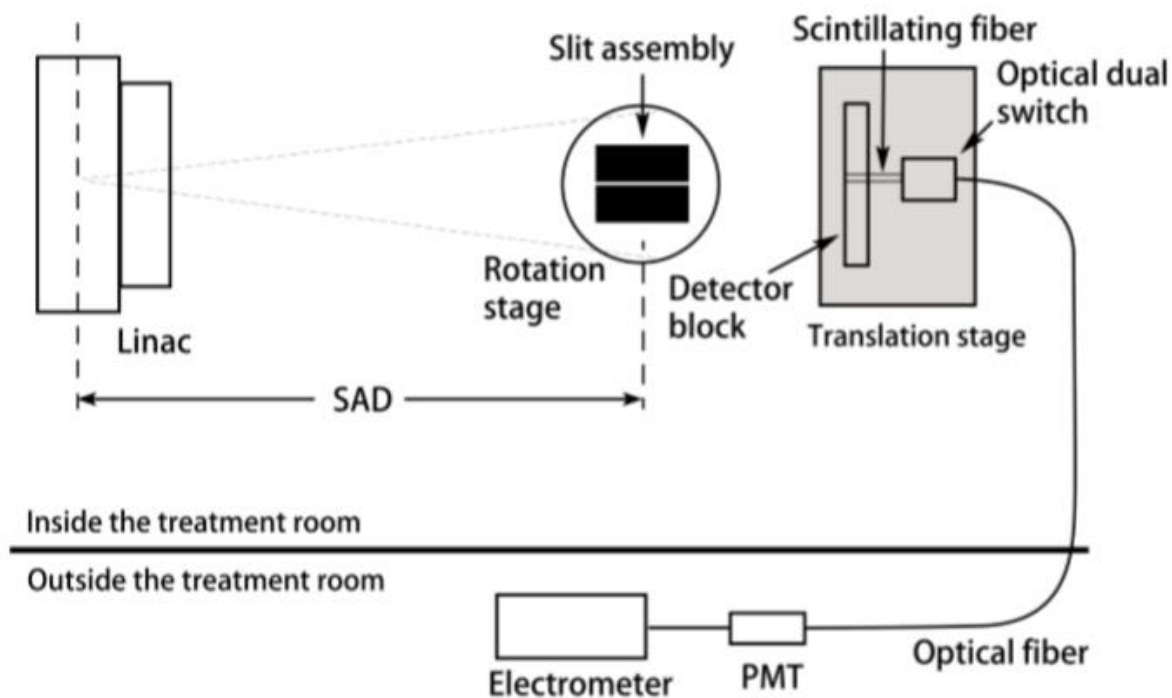 Scintillating fiber
Slit assembly
Optical dual
switch
Rotation
stage
Detector
block
Linac
Translation stage
SAD
Inside the treatment room
Outside the treatment room
Optical fiber
Electrometer
PMT